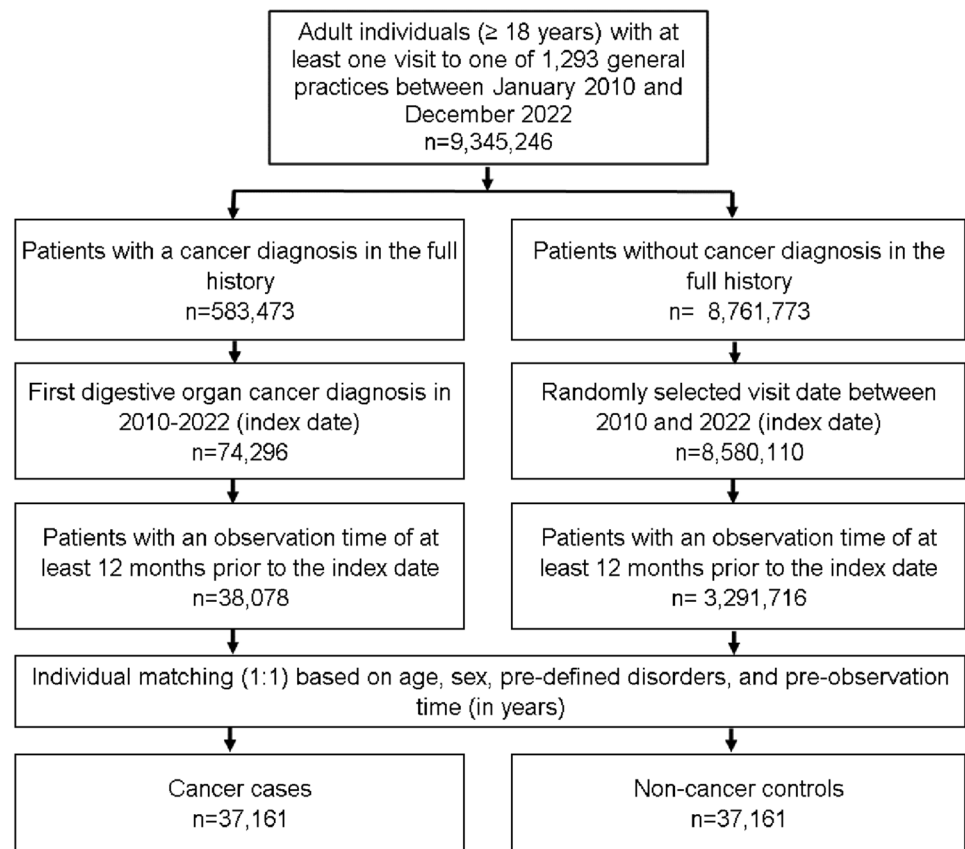 Adult individuals (≥ 18 years) with at
least one visit to one of 1,293 general
practices between January 2010 and
December 2022
n=9,345,246
Patients with a cancer diagnosis in the full
history
n=583,473
Patients without cancer diagnosis in the
full history
n= 8,761,773
First digestive organ cancer diagnosis in
2010-2022 (index date)
n=74,296
Randomly selected visit date between
2010 and 2022 (index date)
n=8,580,110
Patients with an observation time of at
least 12 months prior to the index date
n=38,078
Patients with an observation time of at
least 12 months prior to the index date
n= 3,291,716
Individual matching (1:1) based on age, sex, pre-defined disorders, and pre-observation
time (in years)
Cancer cases
n=37,161
Non-cancer controls
n=37,161